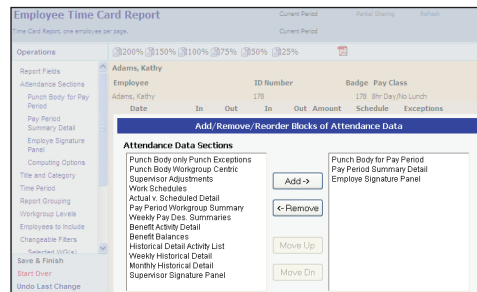 Employee Time Card Report
Current Period
Partial Sharing
Refresh
Time Card Report, one employee per page.
Current Period
Operations
200% 150% 100% 75% 50% 25%
Report Fields
Attendance Sections
Punch Body for Pay Period
Pay Period Summary Detail
Employe Signature Panel
Computing Options
Title and Category
Time Period
Report Grouping
Workgroup Levels
Employees to Include
Changeable Filters
Selected WG(s)
Save & Finish
Start Over
Undo Last Change
Adams, Kathy
Employee ID Number Badge Pay Class
Adams, Kathy 178 178 8hr Day/No Lunch
Date In Out In Out Amount Schedule Exceptions
Add/Remove/Reorder Blocks of Attendance Data
Attendance Data Sections
Punch Body only Punch Exceptions
Punch Body Workgroup Centric
Supervisor Adjustments
Work Schedules
Actual v. Scheduled Detail
Pay Period Workgroup Summary
Weekly Pay Des. Summaries
Benefit Activity Detail
Benefit Balances
Historical Detail Activity List
Weekly Historical Detail
Monthly Historical Detail
Supervisor Signature Panel
Add ->
<- Remove
Move Up
Move Dn
Punch Body for Pay Period
Pay Period Summary Detail
Employe Signature Panel